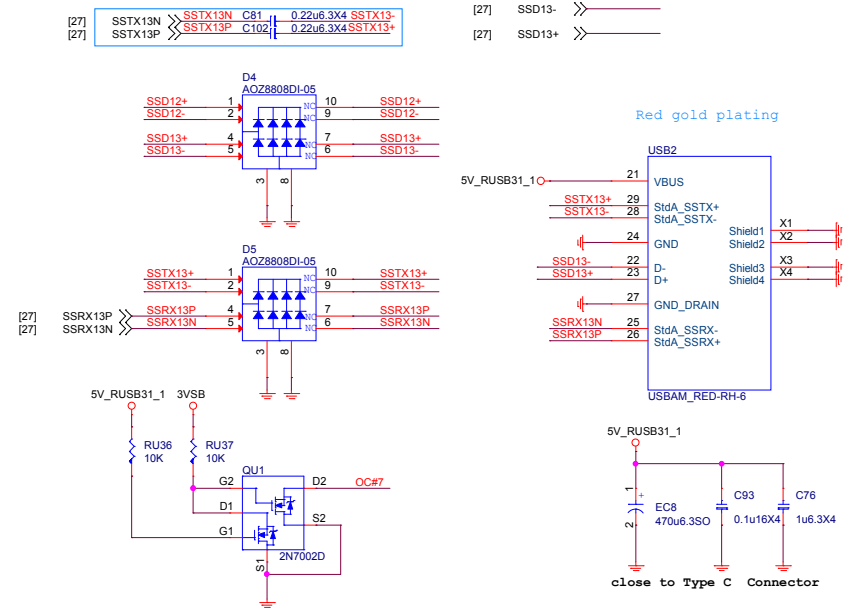 [27] SSTX13N SSTX13N C81 0.22u6.3X4 SSTX13-
[27] SSTX13P SSTX13P C102 0.22u6.3X4 SSTX13+
[27] SSD13-
[27] SSD13+
D4
AOZ8808DI-05
SSD12+ 1 NC 10 SSD12+
SSD12- 2 NC 9 SSD12-
SSD13+ 4 NC 7 SSD13+
SSD13- 5 NC 6 SSD13-
3 8
D5
AOZ8808DI-05
SSTX13+ 1 NC 10 SSTX13+
SSTX13- 2 NC 9 SSTX13-
[27] SSRX13P SSRX13P 4 NC 7 SSRX13P
[27] SSRX13N SSRX13N 5 NC 6 SSRX13N
3 8
5V_RUSB31_1 3VSB
RU36 RU37
10K 10K
QU1
G2 D2 OC#7
D1
S2
G1
2N7002D
S1
Red gold plating
USB2
5V_RUSB31_1 21 VBUS
SSTX13+ 29 StdA_SSTX+
SSTX13- 28 StdA_SSTX-
Shield1 X1
24 GND Shield2 X2
SSD13- 22 D- Shield3 X3
SSD13+ 23 D+ Shield4 X4
27 GND_DRAIN
SSRX13N 25 StdA_SSRX-
SSRX13P 26 StdA_SSRX+
USBAM_RED-RH-6
5V_RUSB31_1
1 + C93 C76
EC8
2 470u6.3SO 0.1u16X4 1u6.3X4
close to Type C Connector